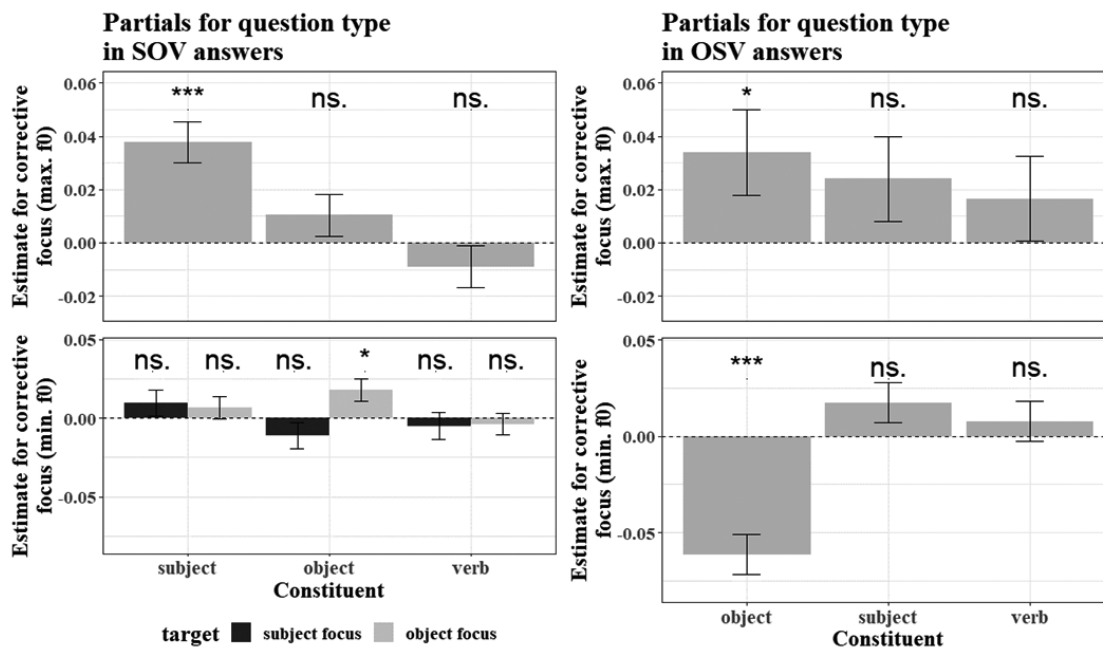 Partials for question type
in SOV answers
Estimate for corrective
focus (max. f0)
0.06
0.04
0.02
0.00
-0.02
***
ns.
ns.
Estimate for corrective
focus (min. f0)
0.05
0.00
-0.05
ns.
ns.
ns.
*
ns.
ns.
subject
object
verb
Constituent
target
subject focus
object focus
Partials for question type
in OSV answers
Estimate for corrective
focus (max. f0)
0.06
0.04
0.02
0.00
-0.02
*
ns.
ns.
Estimate for corrective
focus (min. f0)
0.05
0.00
-0.05
***
ns.
ns.
object
subject
verb
Constituent